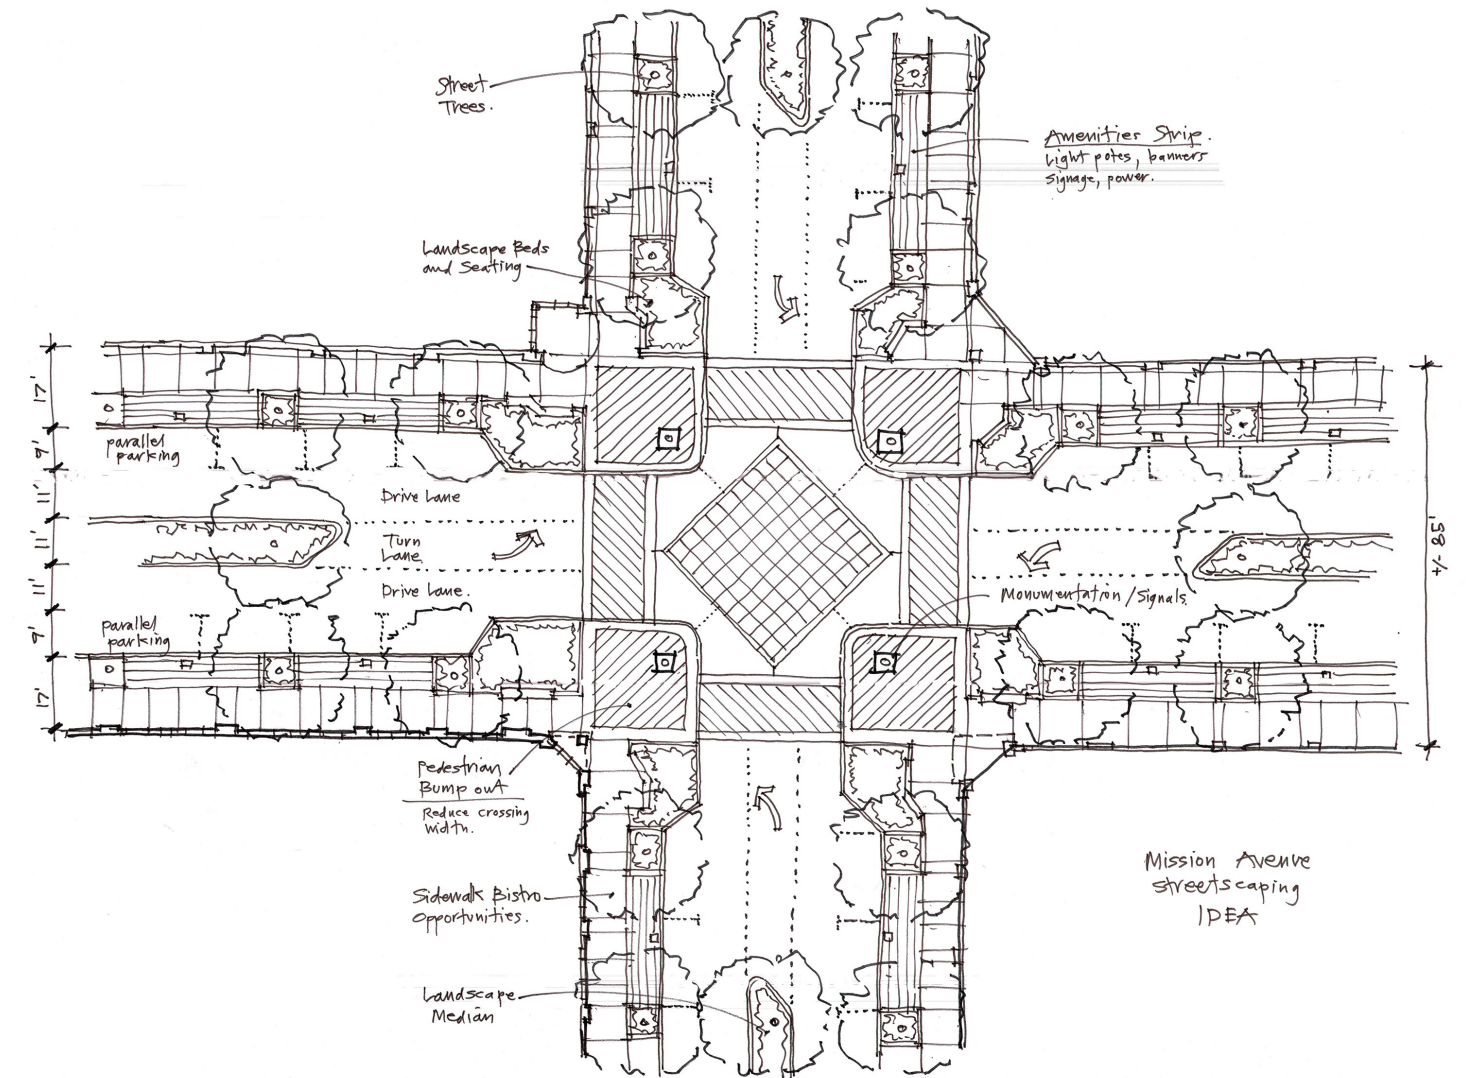 Street
Trees.
Amenities Strip.
Light poles, banners
signage, power.
Landscape Beds
and Seating
17'
9'
11'
11'
11'
9'
17'
parallel
parking
Drive Lane
Turn
Lane
Drive Lane.
parallel
parking
+/- 85'
Monumentation/Signals.
Pedestrian
Bump out
Reduce crossing
width.
Sidewalk Bistro
Opportunities.
Landscape
Median
Mission Avenue
Streetscaping
IDEA